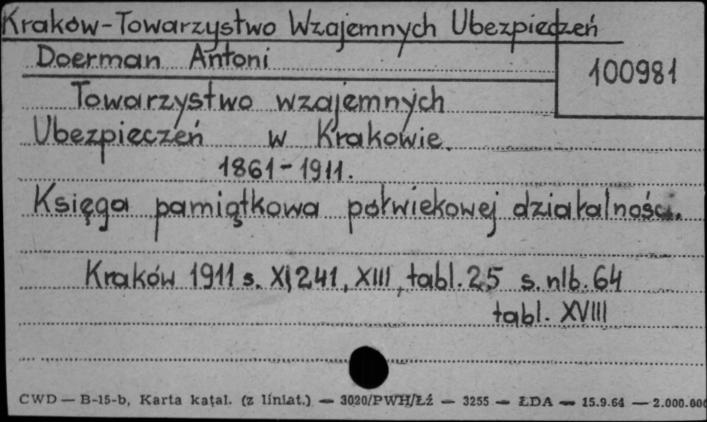 Kraków-Towarzystwo Wzajemnych Ubezpieczeń
Doerman Antoni
100981
Towarzystwo wzajemnych
Ubezpieczeń w Krakowie.
1861-1911.
Księga pamiątkowa półwiekowej działalności.
Kraków 1911 s. XI, 241, XIII, tabl. 25 s. nlb. 64
tabl. XVIII
CWD — B-15-b, Karta katal. (z liniat.) — 3020/PWH/Łź — 3255 — ŁDA — 15.9.64 — 2.000.000